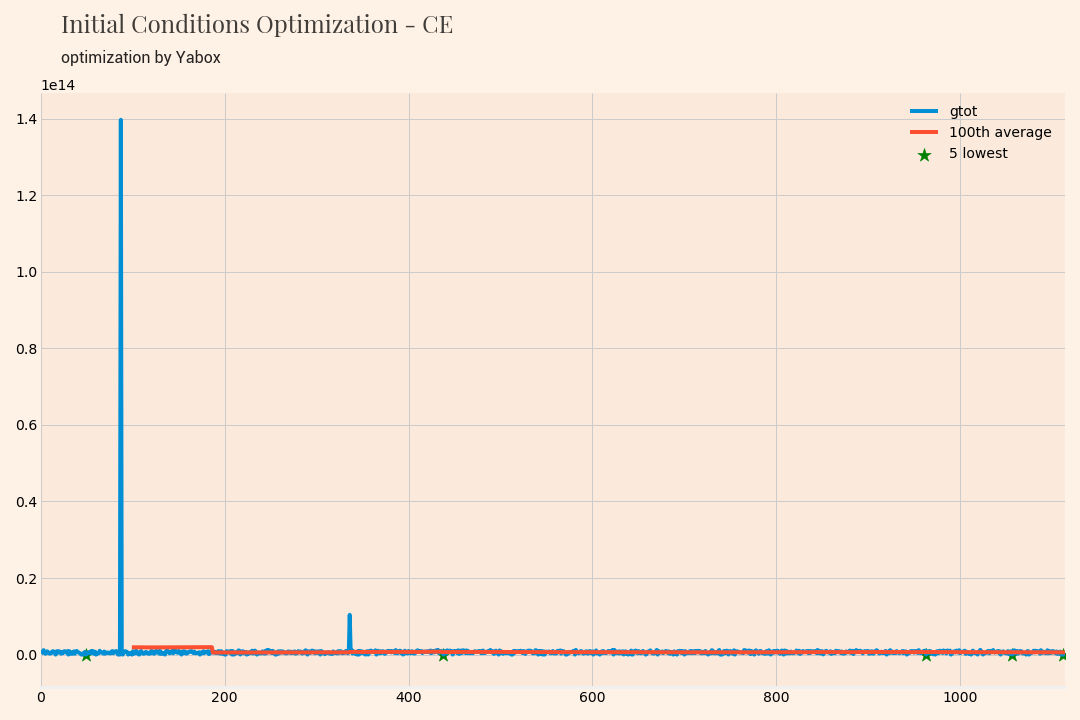 Initial Conditions Optimization - CE
optimization by Yabox
1e14
gtot
100th average
5 lowest
1.4
1.2
1.0
0.8
0.6
0.4
0.2
0.0
0 200 400 600 800 1000